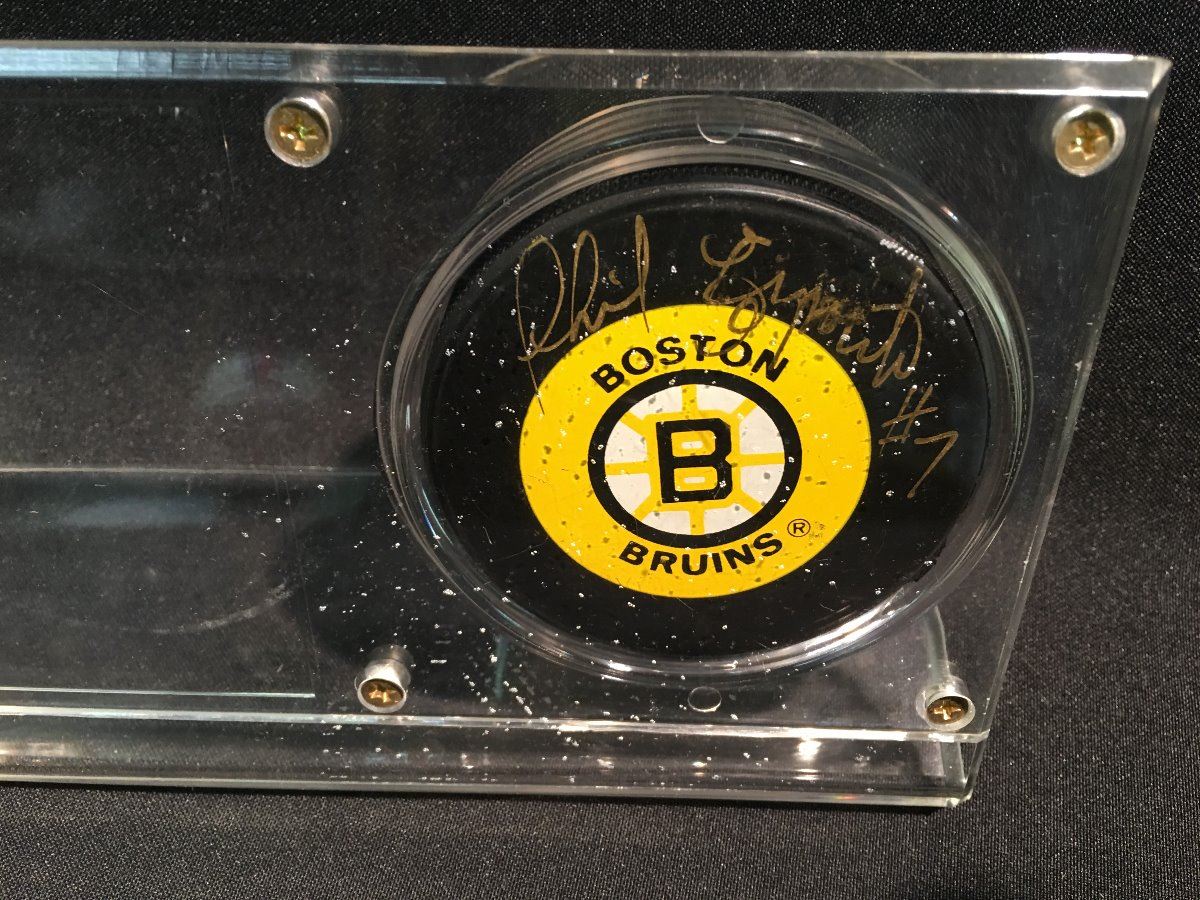 Phil Esposito
#7
BOSTON
B
BRUINS ®